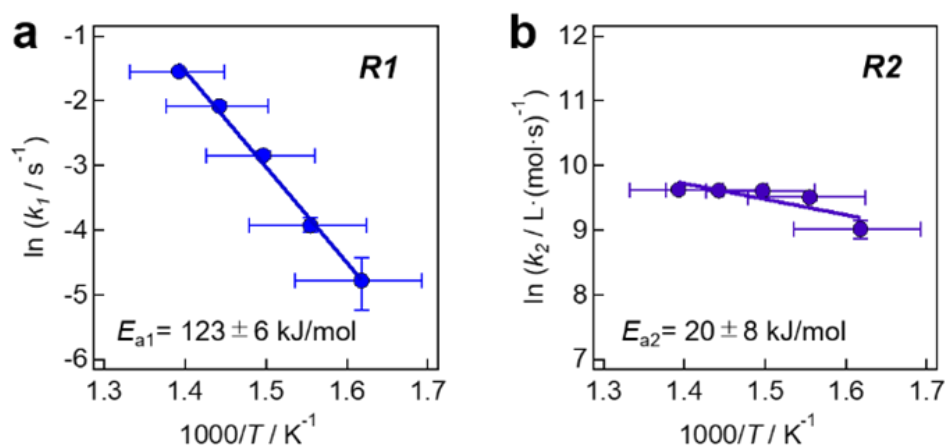 a
R1
ln (k₁ / s⁻¹)
-1
-2
-3
-4
-5
-6
Eₐ₁= 123 ± 6 kJ/mol
1.3 1.4 1.5 1.6 1.7
1000/T / K⁻¹
b
R2
ln (k₂ / L·(mol·s)⁻¹)
12
11
10
9
8
7
Eₐ₂= 20 ± 8 kJ/mol
1.3 1.4 1.5 1.6 1.7
1000/T / K⁻¹